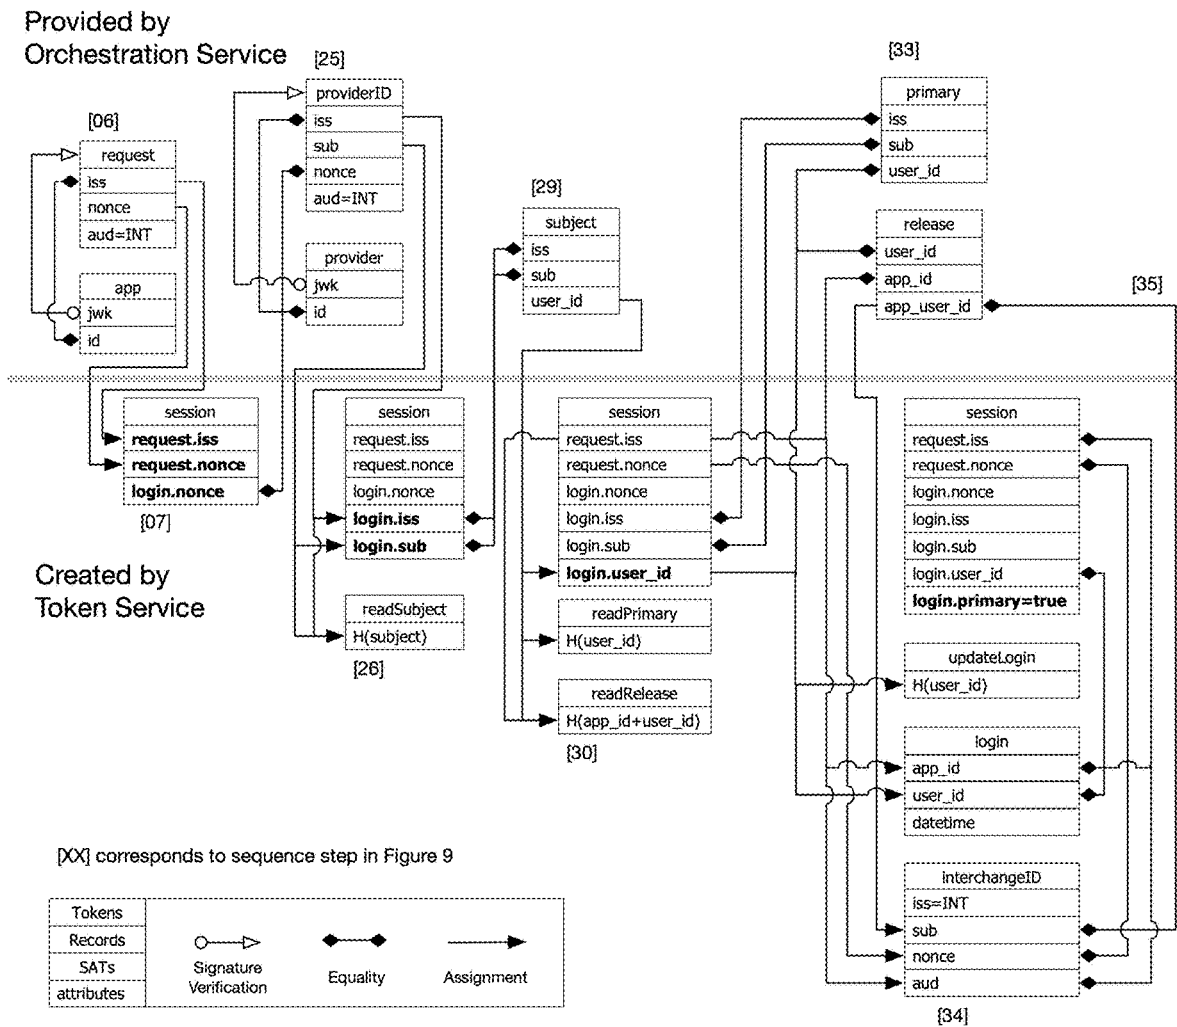 Provided by
Orchestration Service
[06]
request
iss
nonce
aud=INT
app
jwk
id
[25]
providerID
iss
sub
nonce
aud=INT
provider
jwk
id
[29]
subject
iss
sub
user_id
[33]
primary
iss
sub
user_id
release
user_id
app_id
app_user_id
[35]
session
request.iss
request.nonce
login.nonce
[07]
Created by
Token Service
session
request.iss
request.nonce
login.nonce
login.iss
login.sub
readSubject
H(subject)
[26]
session
request.iss
request.nonce
login.nonce
login.iss
login.sub
login.user_id
readPrimary
H(user_id)
readRelease
H(app_id+user_id)
[30]
session
request.iss
request.nonce
login.nonce
login.iss
login.sub
login.user_id
login.primary=true
updateLogin
H(user_id)
login
app_id
user_id
datetime
interchangeID
iss=INT
sub
nonce
aud
[34]
[XX] corresponds to sequence step in Figure 9
Tokens
Records
SATs
attributes
Signature
Verification
Equality
Assignment